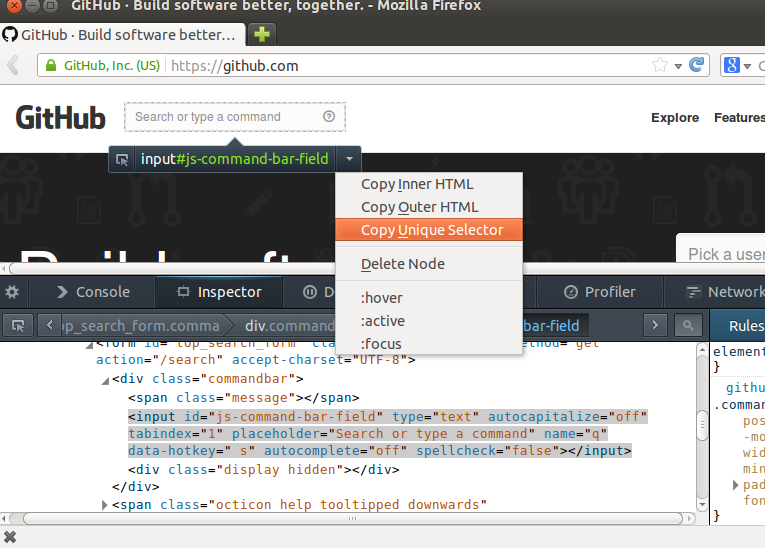 GitHub · Build software better, together. - Mozilla Firefox
GitHub · Build software better…
GitHub, Inc. (US) https://github.com
GitHub Search or type a command Explore Features
input#js-command-bar-field
Copy Inner HTML
Copy Outer HTML
Copy Unique Selector
Delete Node
:hover
:active
:focus
Pick a user
Console Inspector Profiler Network
top_search_form.comma div.command bar-field Rules
<form id="top_search_form" method="get"
action="/search" accept-charset="UTF-8">
<div class="commandbar">
<span class="message"></span>
<input id="js-command-bar-field" type="text" autocapitalize="off"
tabindex="1" placeholder="Search or type a command" name="q"
data-hotkey=" s" autocomplete="off" spellcheck="false"></input>
<div class="display hidden"></div>
</div>
<span class="octicon help tooltipped downwards"
element
}
githu
.comman
pos
-mo
wid
min
pad
fon
}